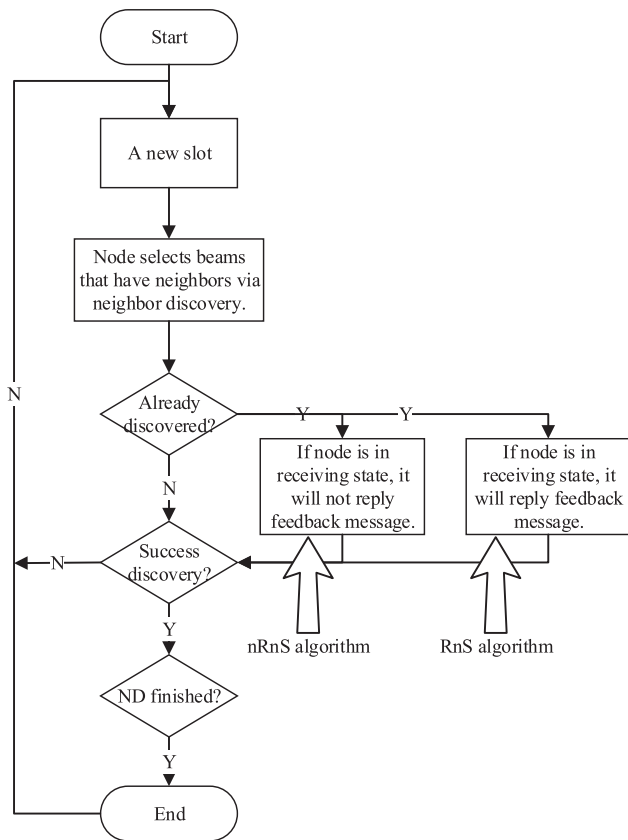 Start
A new slot
Node selects beams
that have neighbors via
neighbor discovery.
N
Already
discovered?
Y
Y
If node is in
receiving state, it
will not reply
feedback message.
If node is in
receiving state, it
will reply feedback
message.
N
Success
discovery?
N
nRnS algorithm
RnS algorithm
Y
ND finished?
Y
End